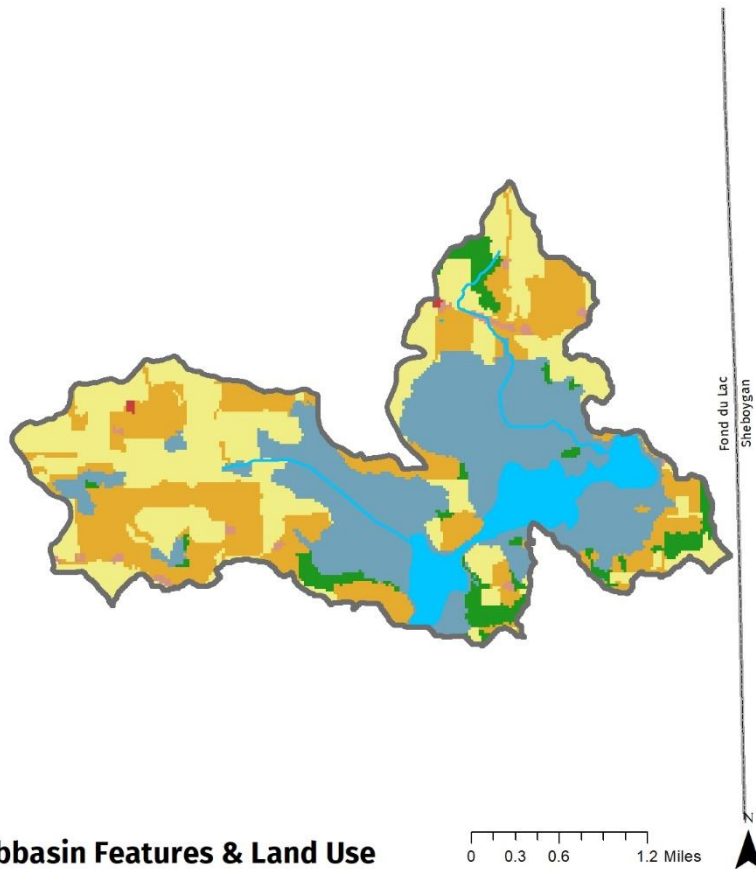 Fond du Lac
Sheboygan
bbasin Features & Land Use
0 0.3 0.6 1.2 Miles
N